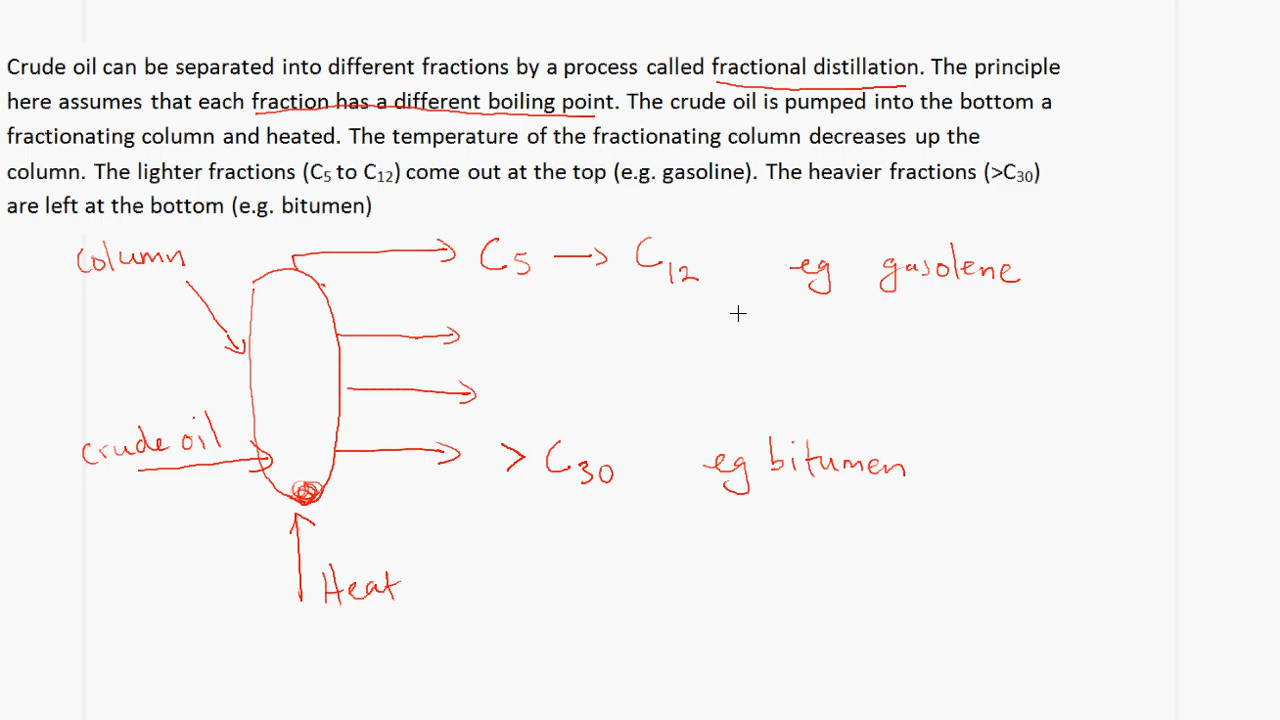 Crude oil can be separated into different fractions by a process called fractional distillation. The principle
here assumes that each fraction has a different boiling point. The crude oil is pumped into the bottom a
fractionating column and heated. The temperature of the fractionating column decreases up the
column. The lighter fractions (C5 to C12) come out at the top (e.g. gasoline). The heavier fractions (>C30)
are left at the bottom (e.g. bitumen)
column
C5 → C12 eg gasolene
crude oil
> C30 eg bitumen
Heat